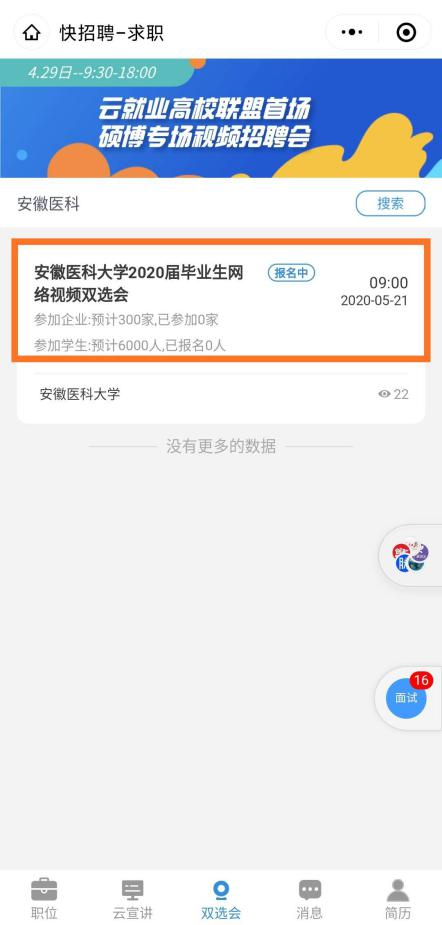 快招聘-求职
4.29日--9:30-18:00
云就业高校联盟首场
硕博专场视频招聘会
安徽医科
搜索
安徽医科大学2020届毕业生网
络视频双选会
报名中
09:00
2020-05-21
参加企业:预计300家,已参加0家
参加学生:预计6000人,已报名0人
安徽医科大学
22
没有更多的数据
16
面试
职位
云宣讲
双选会
消息
简历